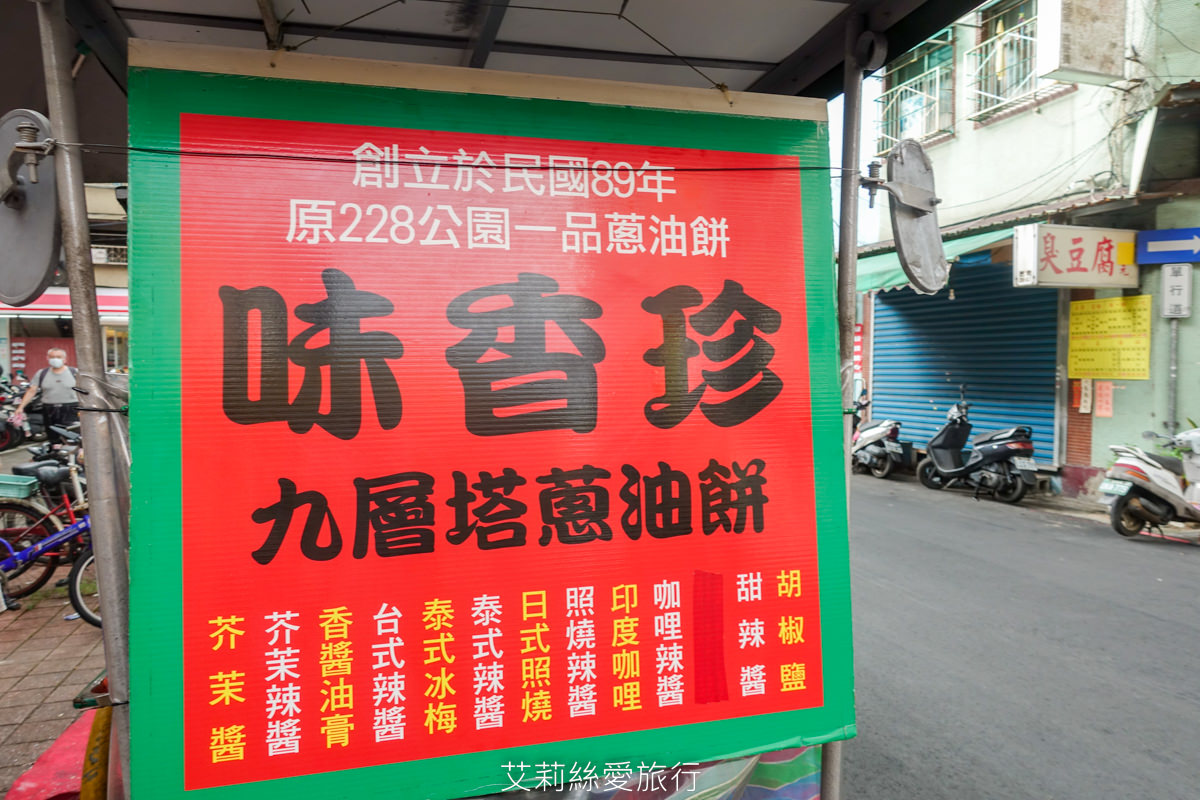 創立於民國89年
原228公園一品蔥油餅
味香珍
九層塔蔥油餅
芥茉醬
芥茉辣醬
香醬油膏
台式辣醬
泰式冰梅
泰式辣醬
日式照燒
照燒辣醬
印度咖哩
咖哩辣醬
甜辣醬
胡椒鹽
臭豆腐
單行道
艾莉絲愛旅行